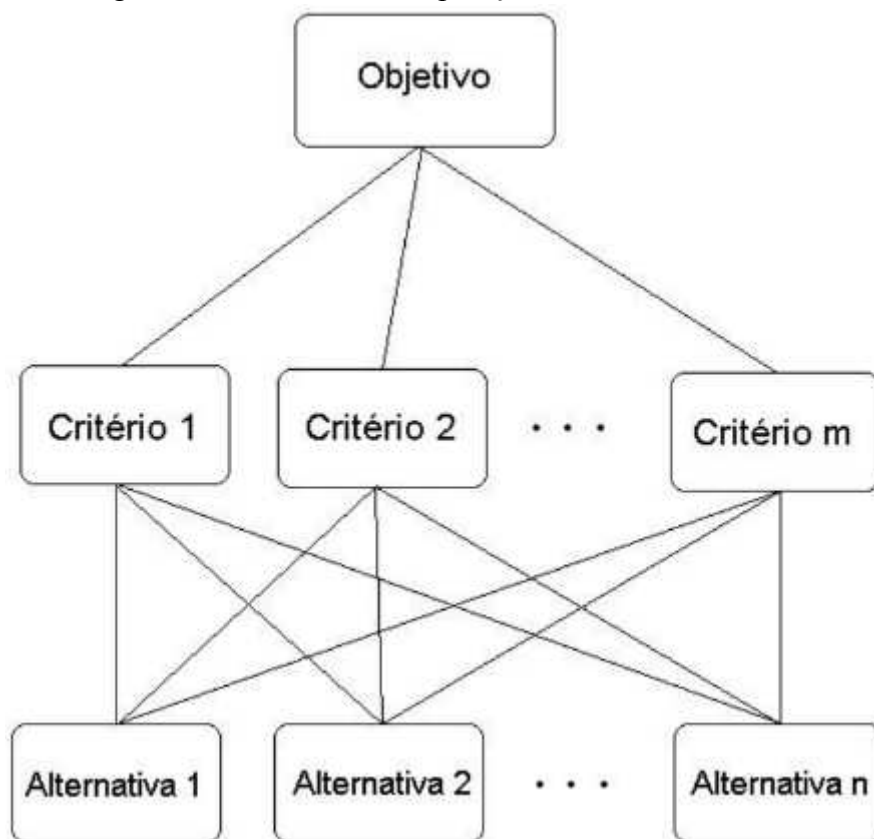 Objetivo
Critério 1
Critério 2
. . .
Critério m
Alternativa 1
Alternativa 2
. . .
Alternativa n